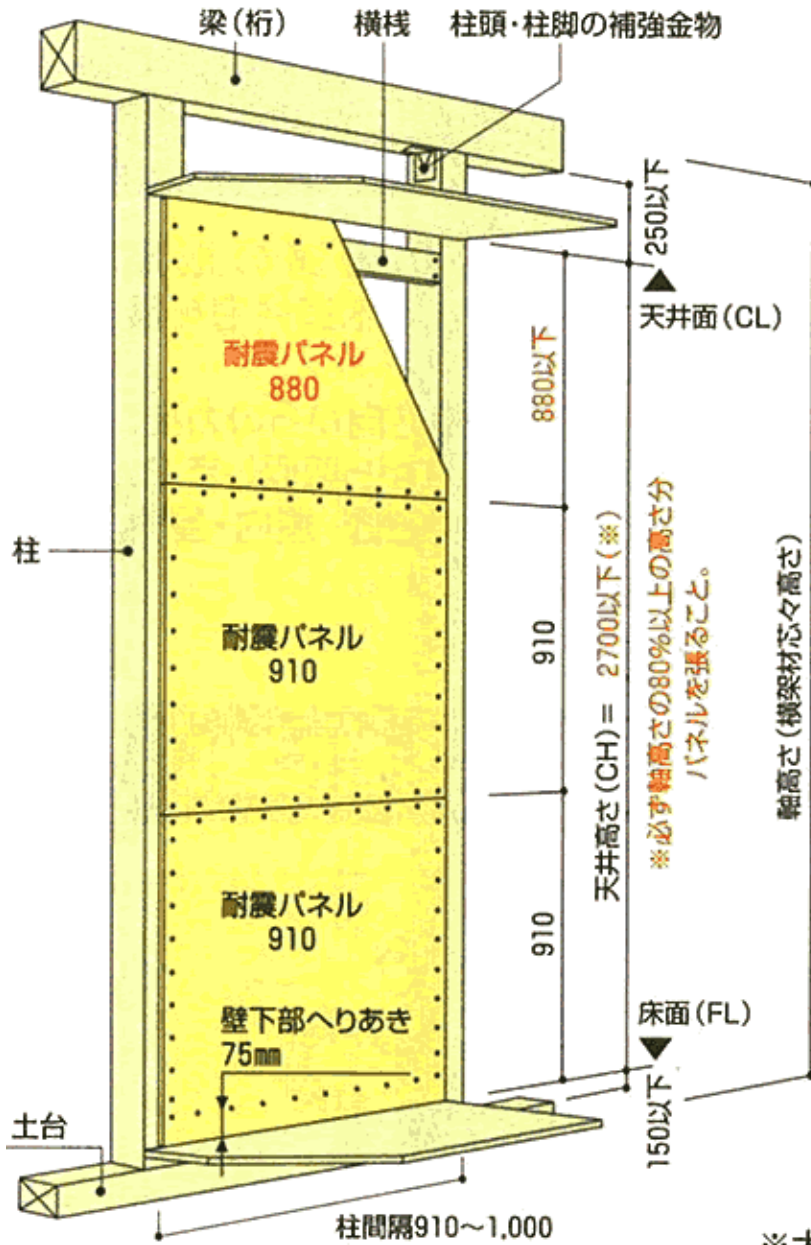 梁(桁)
横桟
柱頭・柱脚の補強金物
250以下
天井面(CL)
耐震パネル
880
880以下
柱
耐震パネル
910
910
天井高さ(CH)= 2700以下(※)
※必ず軸高さの80%以上の高さ分
パネルを張ること。
軸高さ(横架材芯々高さ)
耐震パネル
910
910
壁下部へりあき
75mm
床面(FL)
150以下
土台
柱間隔910~1,000